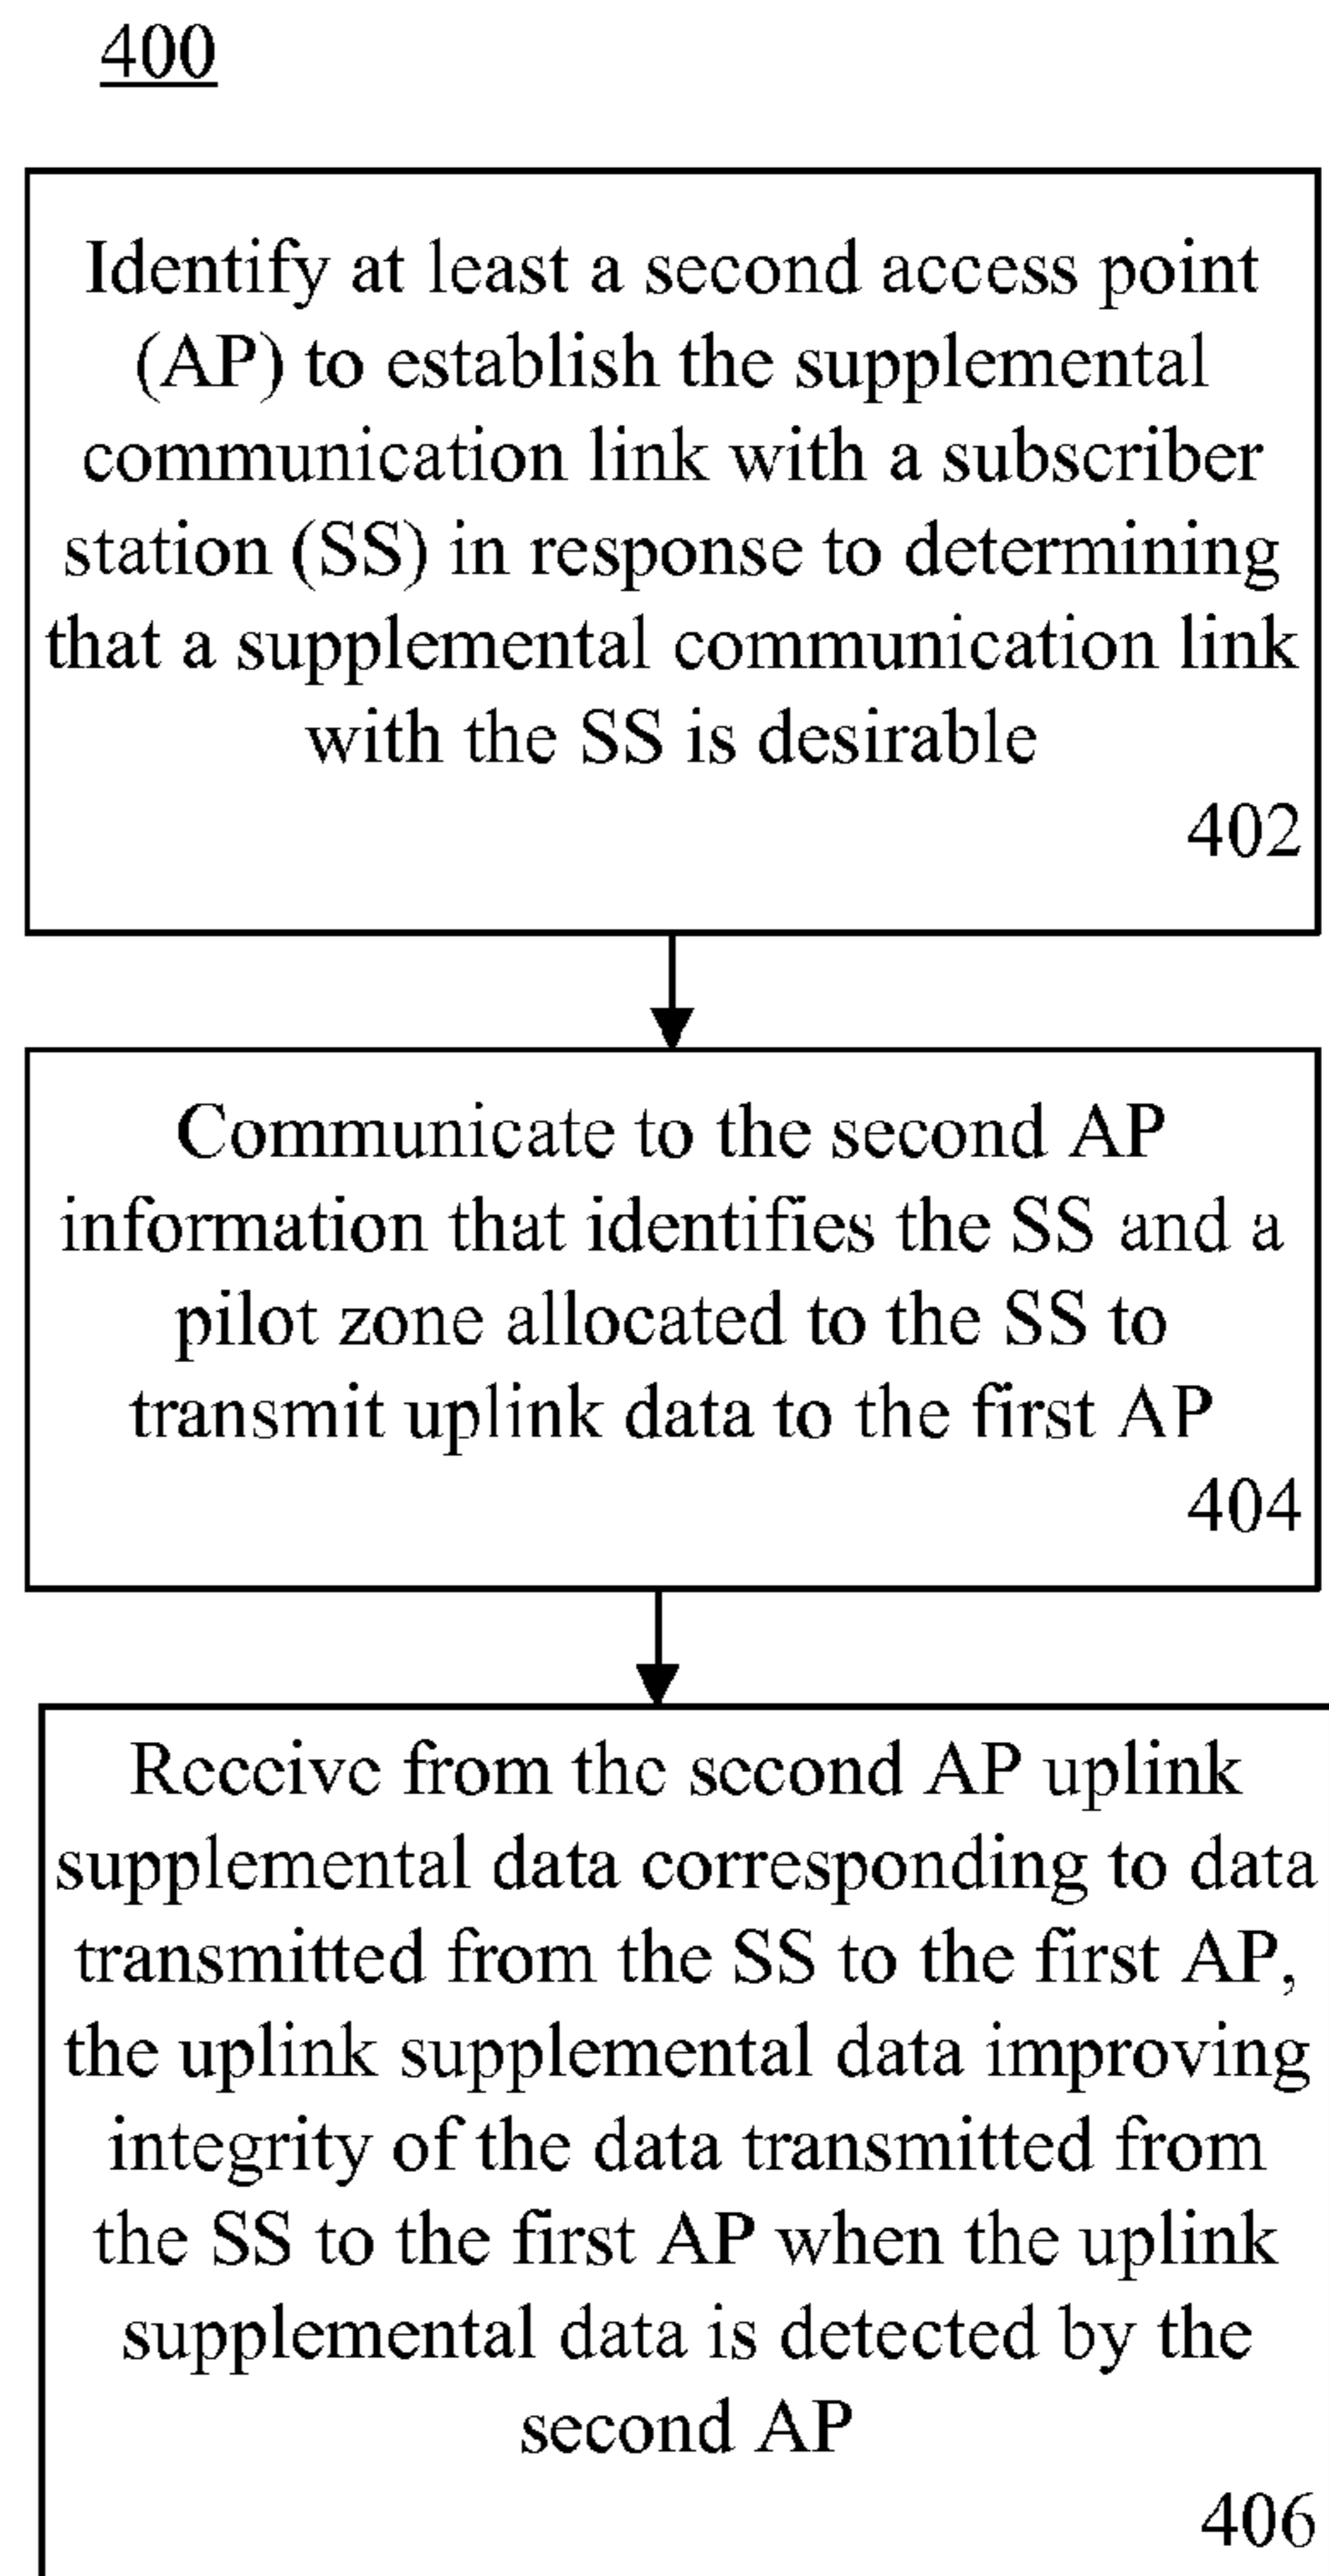 400
Identify at least a second access point
(AP) to establish the supplemental
communication link with a subscriber
station (SS) in response to determining
that a supplemental communication link
with the SS is desirable
402
Communicate to the second AP
information that identifies the SS and a
pilot zone allocated to the SS to
transmit uplink data to the first AP
404
Receive from the second AP uplink
supplemental data corresponding to data
transmitted from the SS to the first AP,
the uplink supplemental data improving
integrity of the data transmitted from
the SS to the first AP when the uplink
supplemental data is detected by the
second AP
406